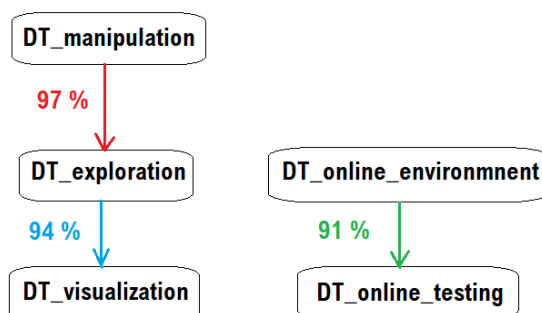 DT_manipulation
97 %
DT_exploration
DT_online_environmnent
94 %
91 %
DT_visualization
DT_online_testing